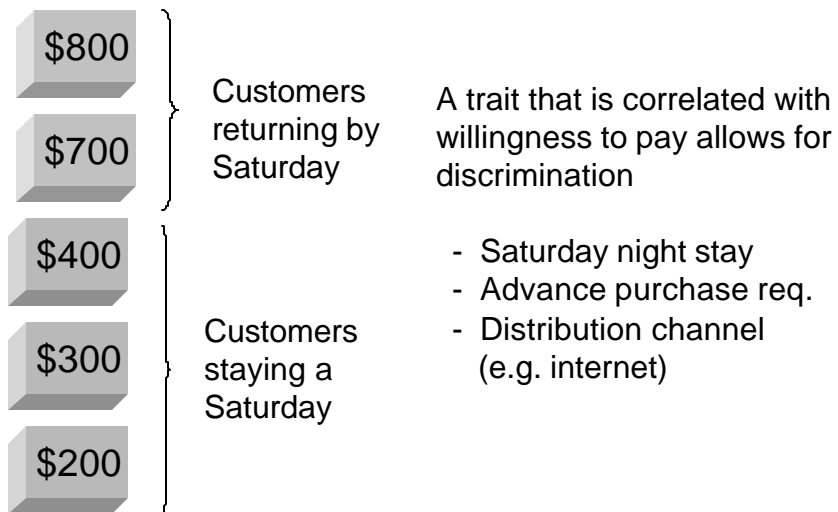 $800
$700
Customers
returning by
Saturday
$400
$300
$200
Customers
staying a
Saturday
A trait that is correlated with
willingness to pay allows for
discrimination
- Saturday night stay
- Advance purchase req.
- Distribution channel
(e.g. internet)